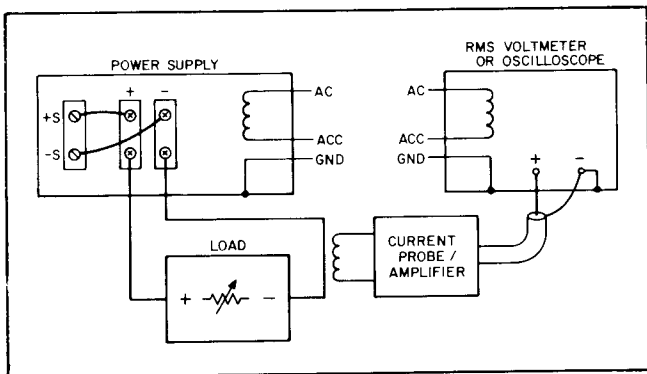 POWER SUPPLY
+ −
+S
-S
AC
ACC
GND
RMS VOLTMETER
OR OSCILLOSCOPE
AC
ACC
GND
+ −
LOAD
+ −
CURRENT
PROBE /
AMPLIFIER